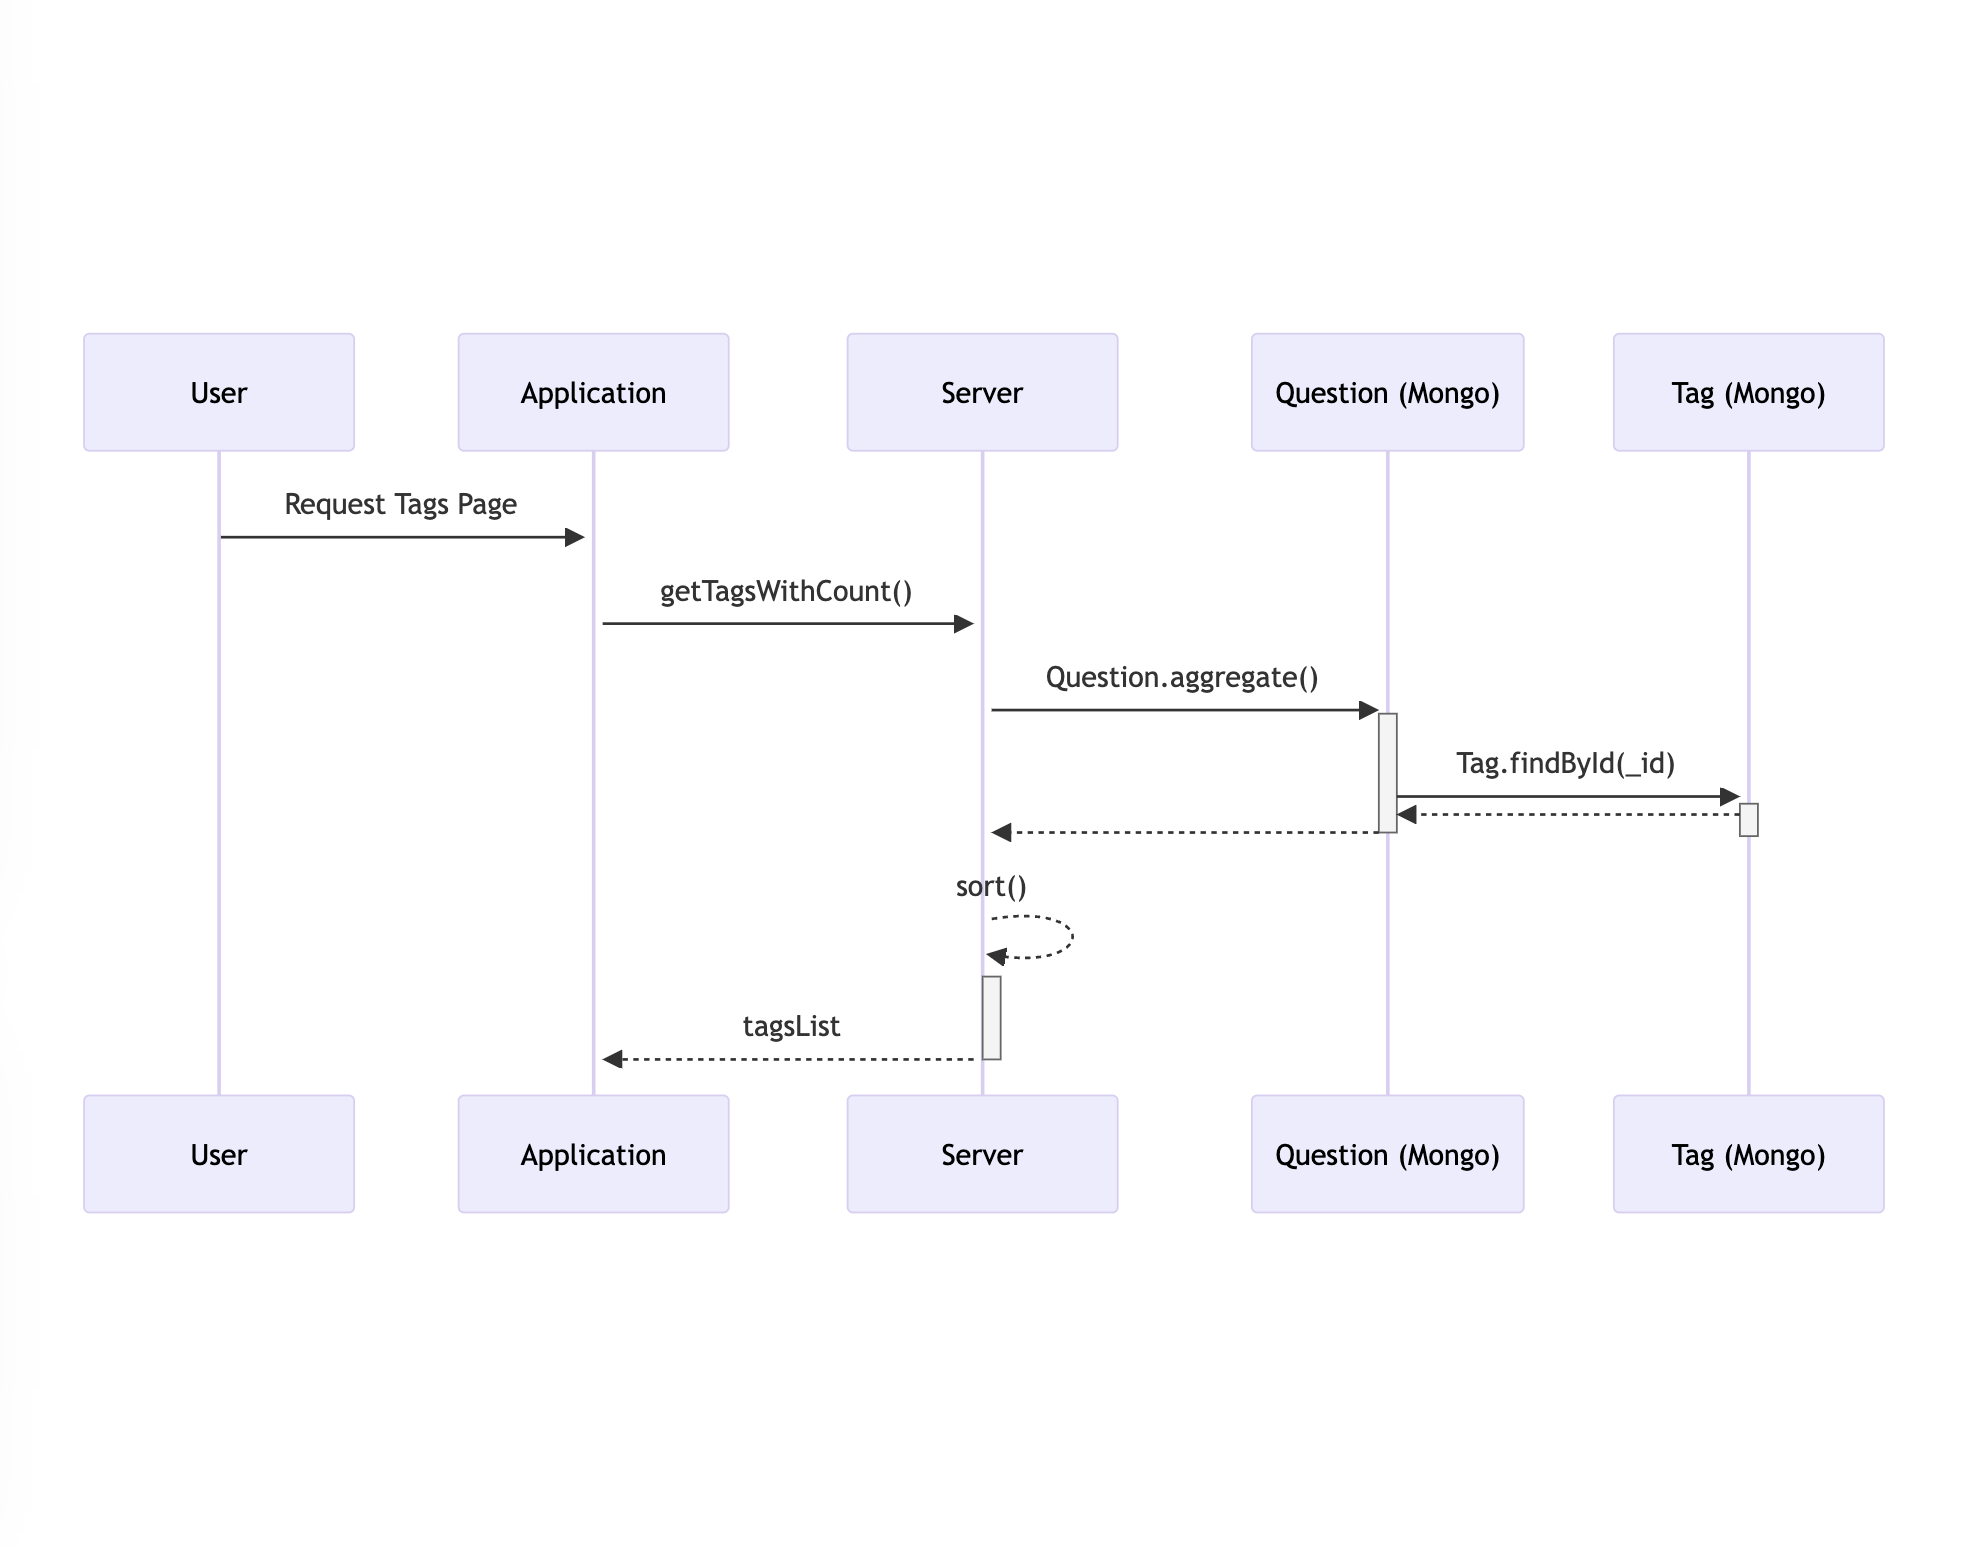 User
Application
Server
Question (Mongo)
Tag (Mongo)
Request Tags Page
getTagsWithCount()
Question.aggregate()
Tag.findById(_id)
sort()
tagsList
User
Application
Server
Question (Mongo)
Tag (Mongo)